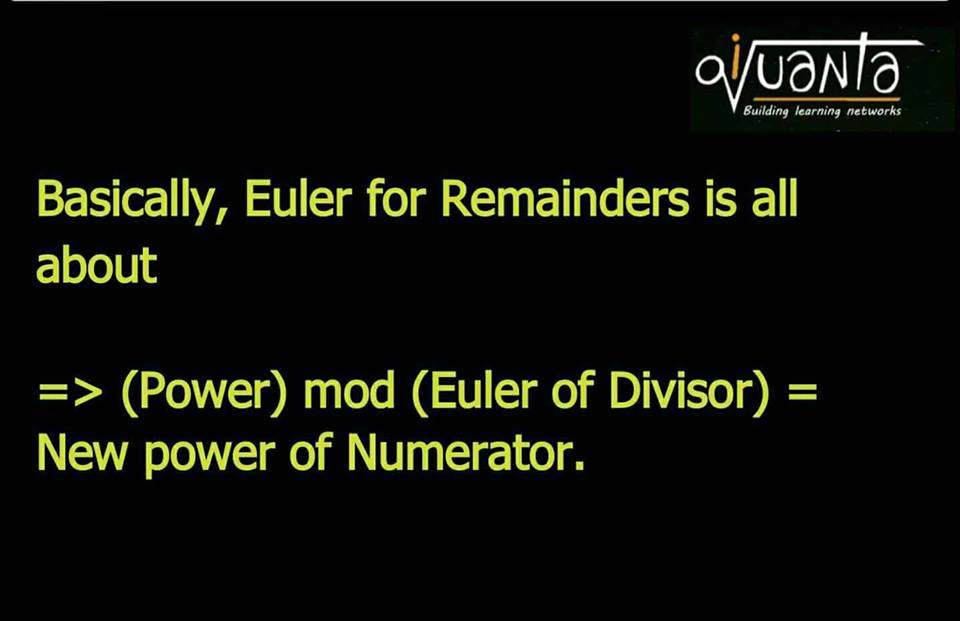 iQuanta
Building learning networks
Basically, Euler for Remainders is all
about
=> (Power) mod (Euler of Divisor) =
New power of Numerator.